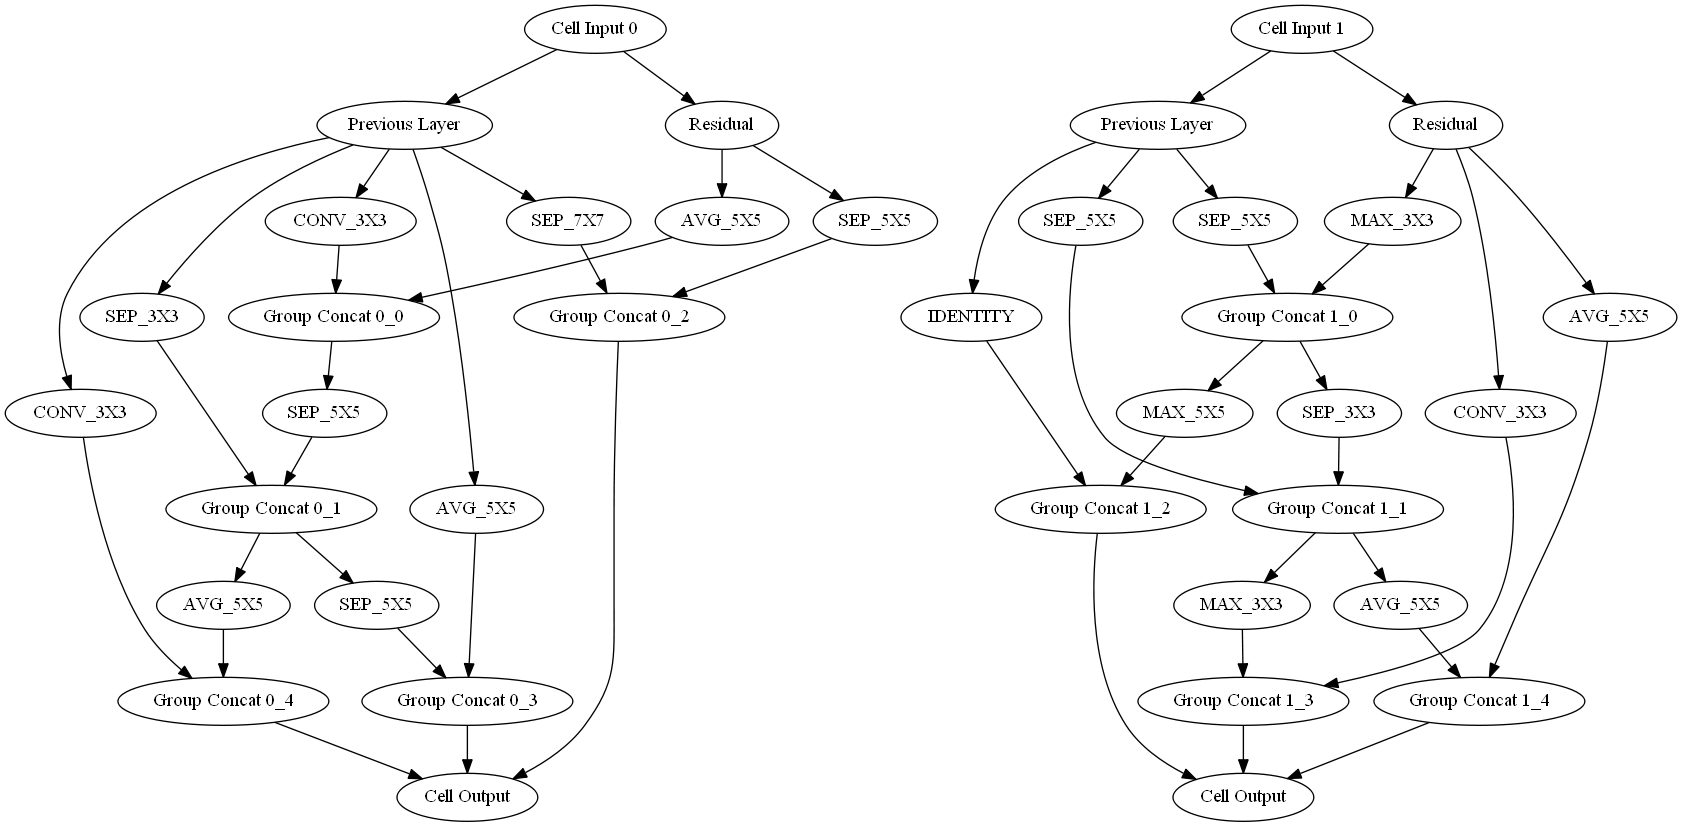 Cell Input 0
Cell Input 1
Previous Layer
Residual
Previous Layer
Residual
CONV_3X3
SEP_7X7
AVG_5X5
SEP_5X5
SEP_5X5
SEP_5X5
MAX_3X3
SEP_3X3
Group Concat 0_0
Group Concat 0_2
IDENTITY
Group Concat 1_0
AVG_5X5
CONV_3X3
SEP_5X5
MAX_5X5
SEP_3X3
CONV_3X3
Group Concat 0_1
AVG_5X5
Group Concat 1_2
Group Concat 1_1
AVG_5X5
SEP_5X5
MAX_3X3
AVG_5X5
Group Concat 0_4
Group Concat 0_3
Group Concat 1_3
Group Concat 1_4
Cell Output
Cell Output